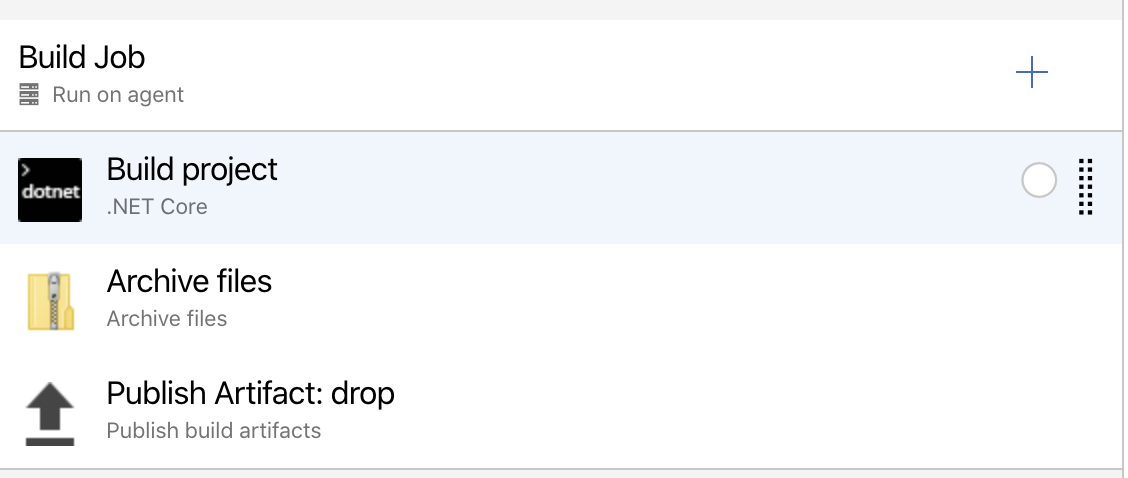 Build Job
Run on agent
>
dotnet
Build project
.NET Core
Archive files
Archive files
Publish Artifact: drop
Publish build artifacts